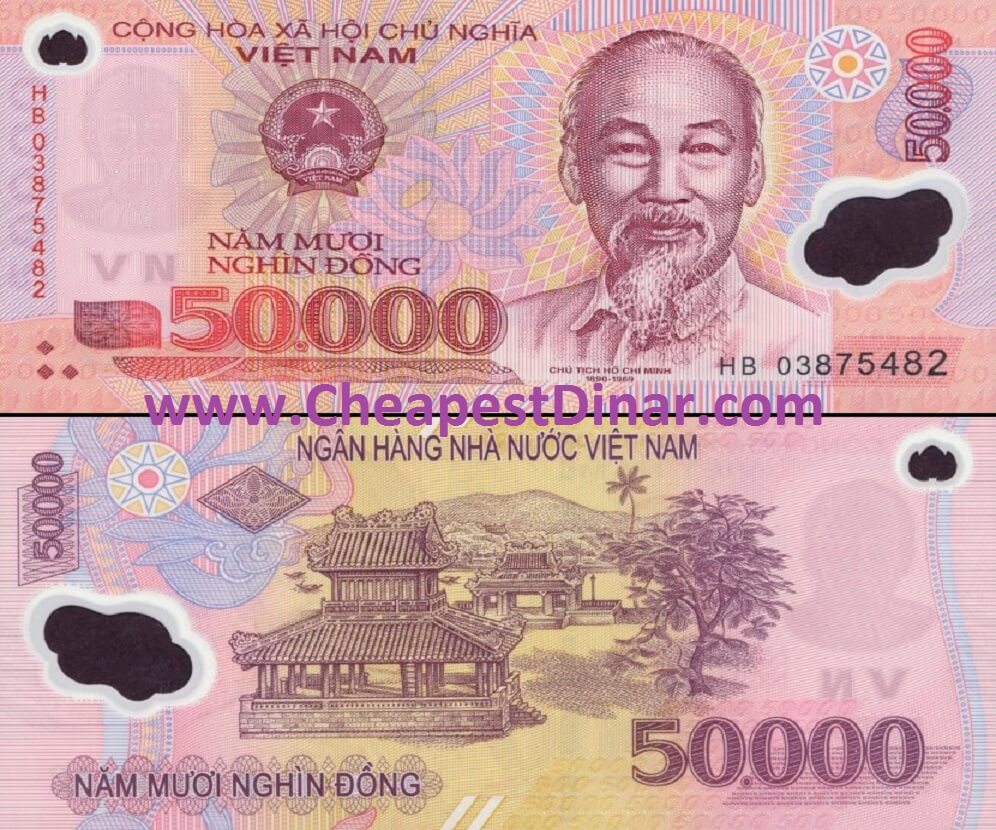 CỘNG HÒA XÃ HỘI CHỦ NGHĨA
VIỆT NAM
50000
HB 03875482
VIỆT NAM
NĂM MƯƠI
NGHÌN ĐỒNG
VN
50.000
CHỦ TỊCH HỒ CHÍ MINH
1890-1969
HB 03875482
www.CheapestDinar.com
NGÂN HÀNG NHÀ NƯỚC VIỆT NAM
50000
VN
50.000
NĂM MƯƠI NGHÌN ĐỒNG